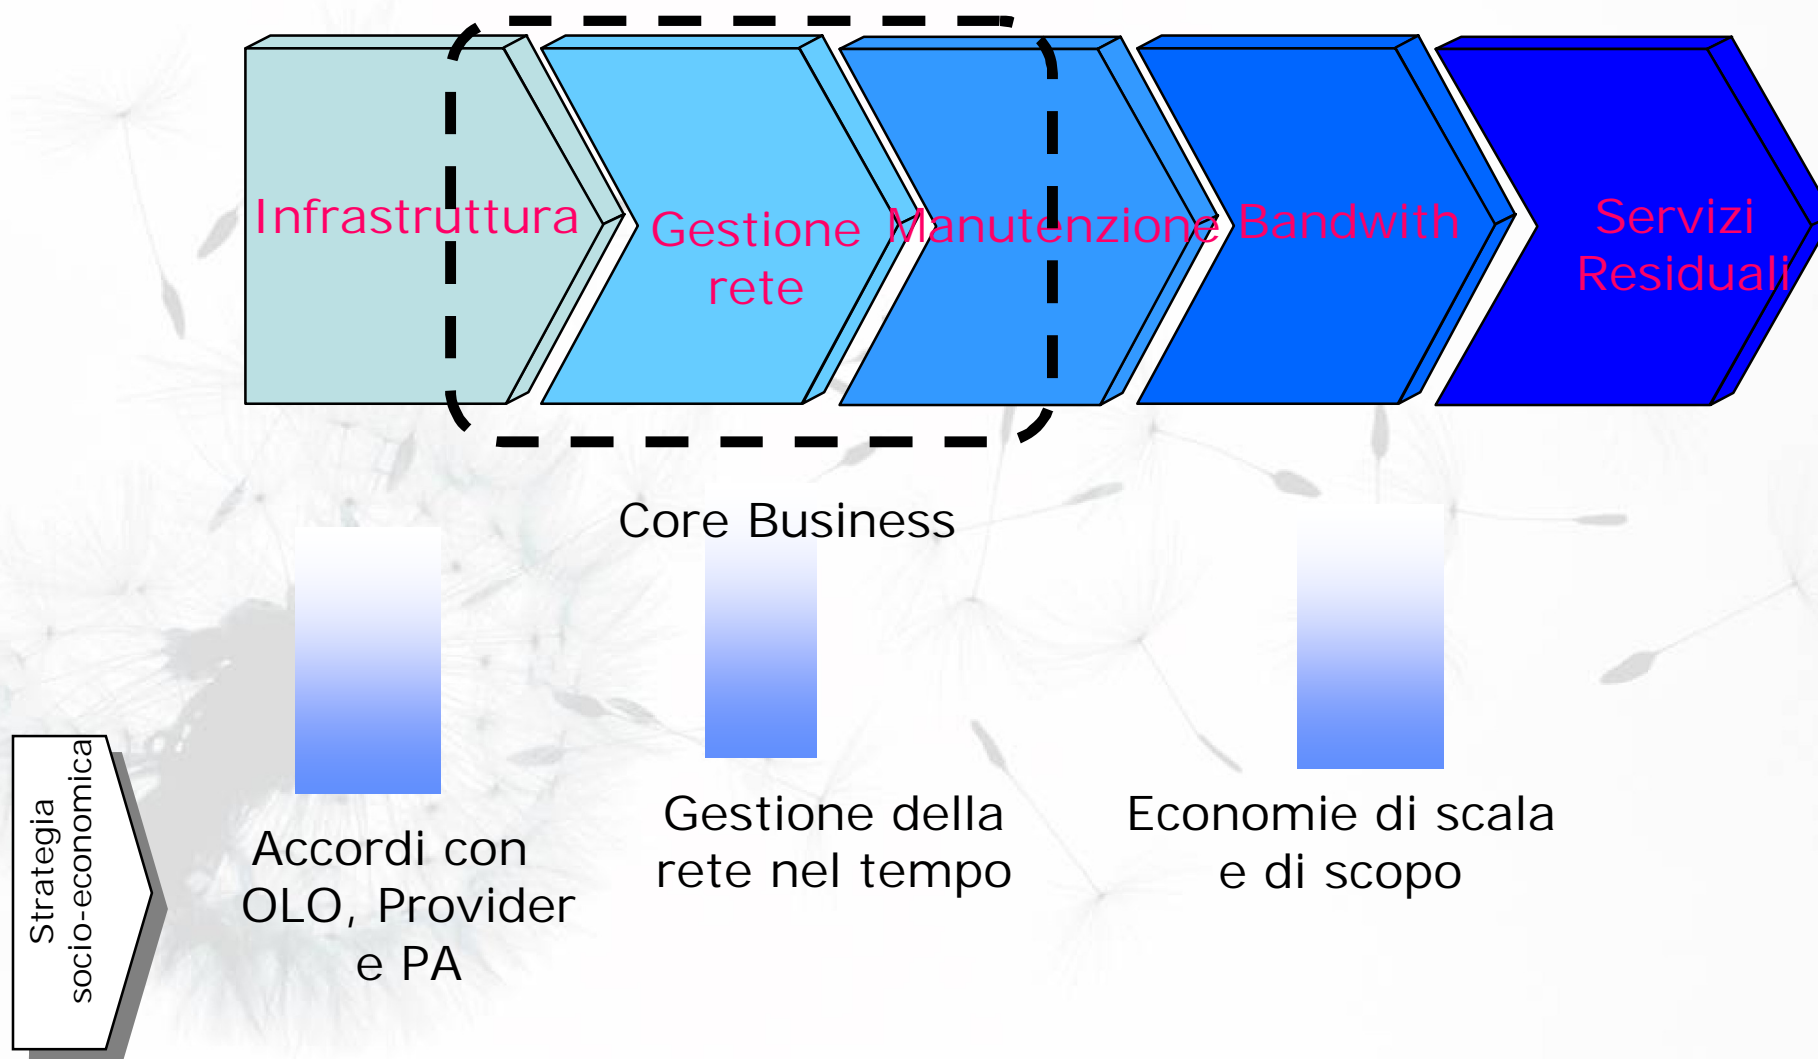 Infrastruttura
Gestione
rete
Manutenzione
Bandwith
Servizi
Residuali
Core Business
Strategia
socio-economica
Accordi con
OLO, Provider
e PA
Gestione della
rete nel tempo
Economie di scala
e di scopo